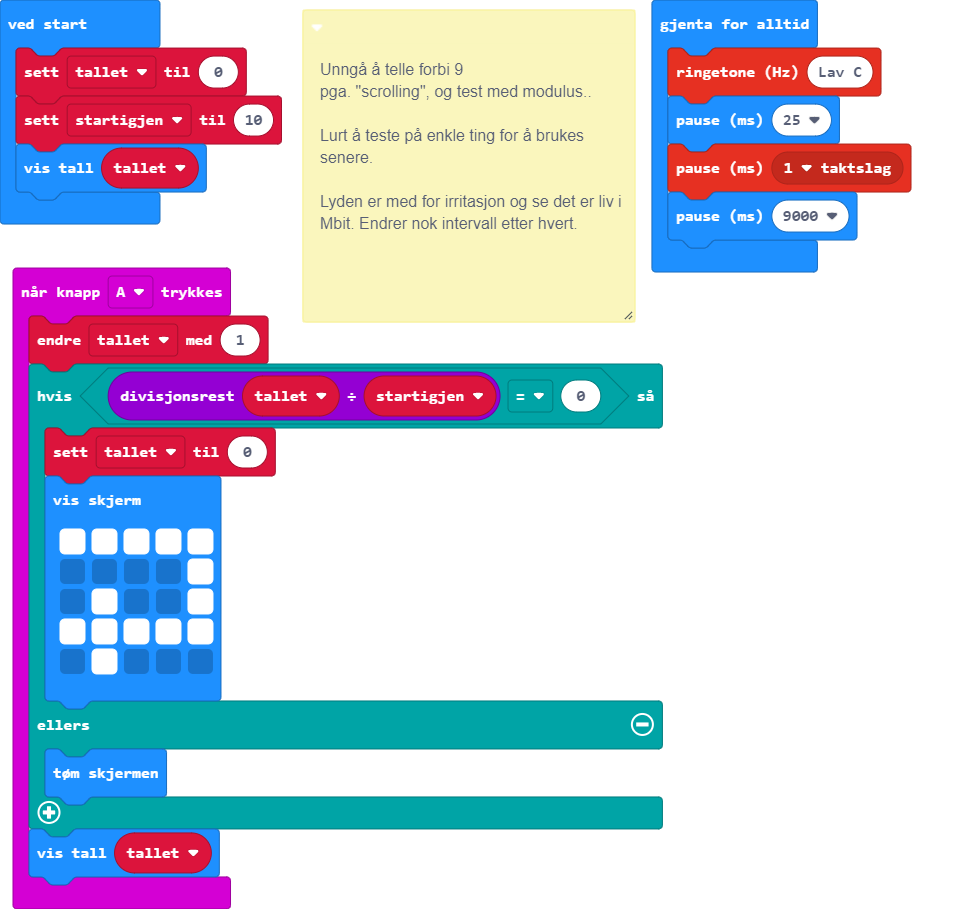 ved start
sett tallet til 0
sett startigjen til 10
vis tall tallet
Unngå å telle forbi 9
pga. "scrolling", og test med modulus..
Lurt å teste på enkle ting for å brukes
senere.
Lyden er med for irritasjon og se det er liv i
Mbit. Endrer nok intervall etter hvert.
gjenta for alltid
ringetone (Hz) Lav C
pause (ms) 25
pause (ms) 1 taktslag
pause (ms) 9000
når knapp A trykkes
endre tallet med 1
hvis divisjonsrest tallet ÷ startigjen = 0 så
sett tallet til 0
vis skjerm
ellers
tøm skjermen
vis tall tallet